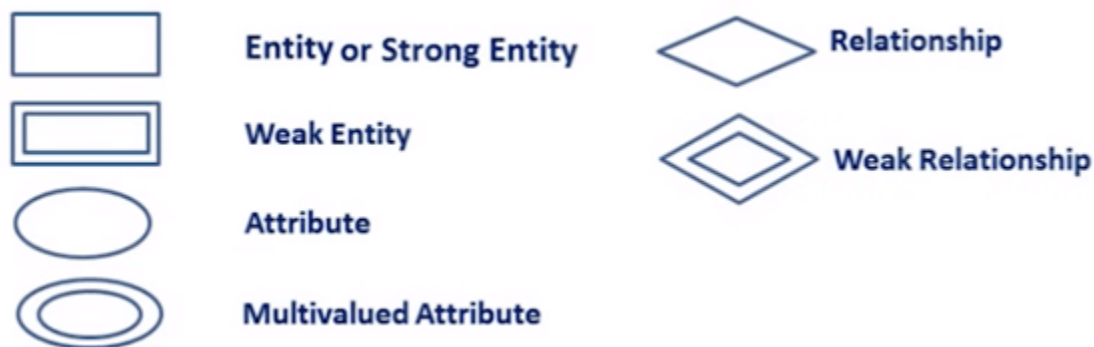 Entity or Strong Entity
Weak Entity
Attribute
Multivalued Attribute
Relationship
Weak Relationship